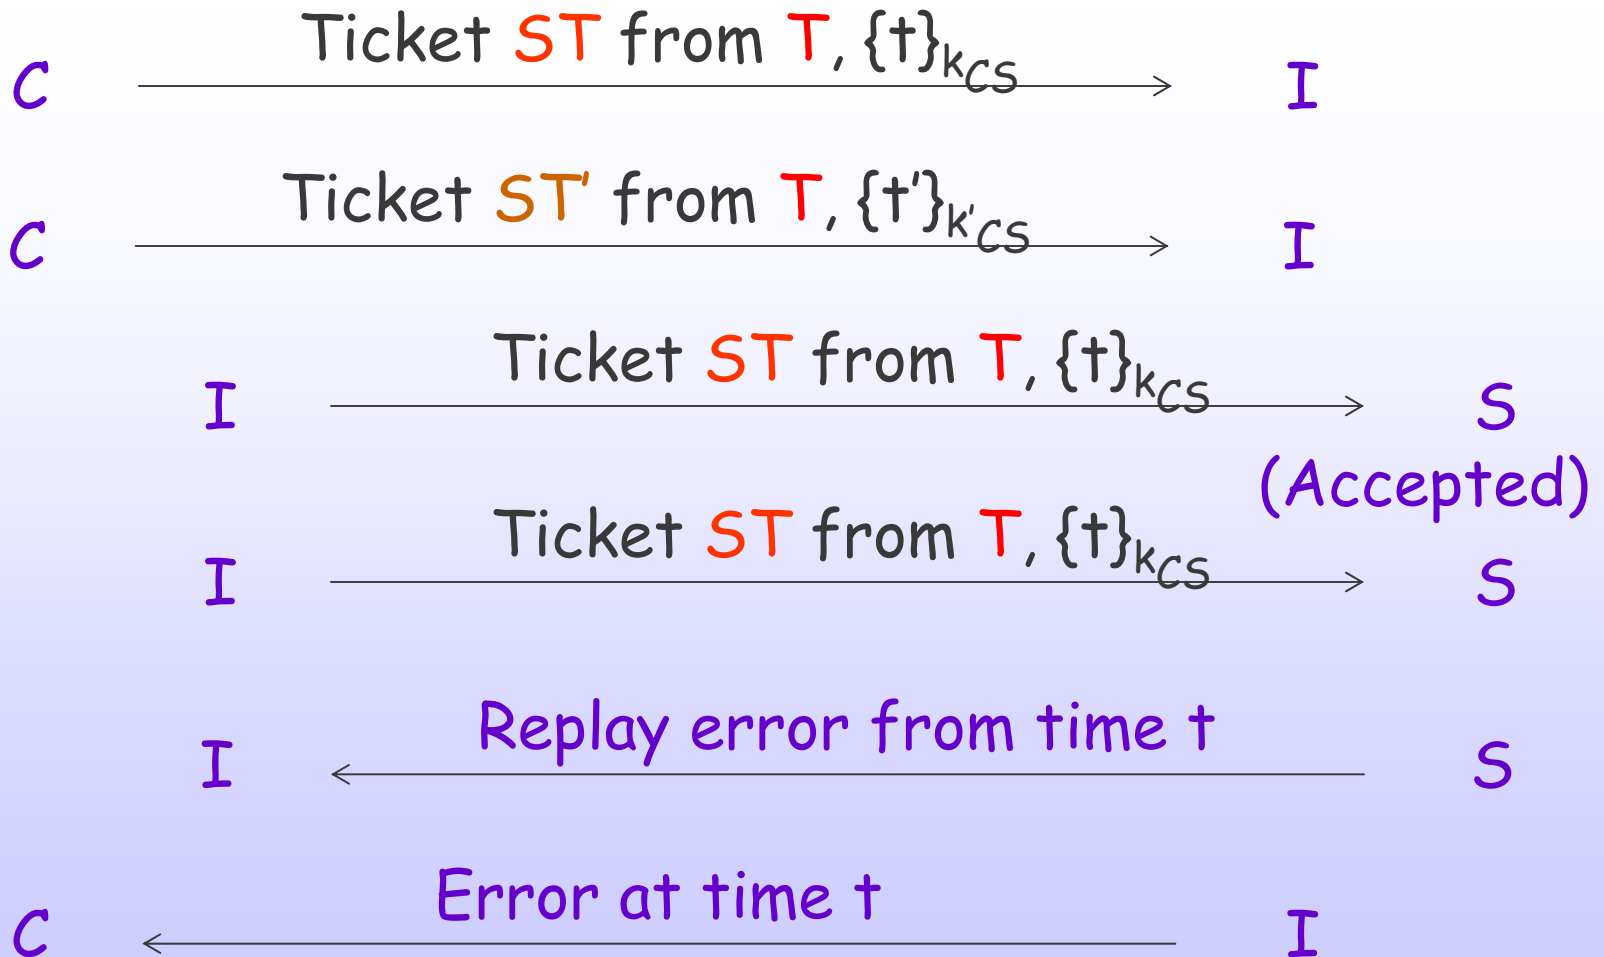 Ticket ST from T, {t}kCS
C I
Ticket ST' from T, {t'}k'CS
C I
Ticket ST from T, {t}kCS
I S
(Accepted)
Ticket ST from T, {t}kCS
I S
Replay error from time t
I S
Error at time t
C I